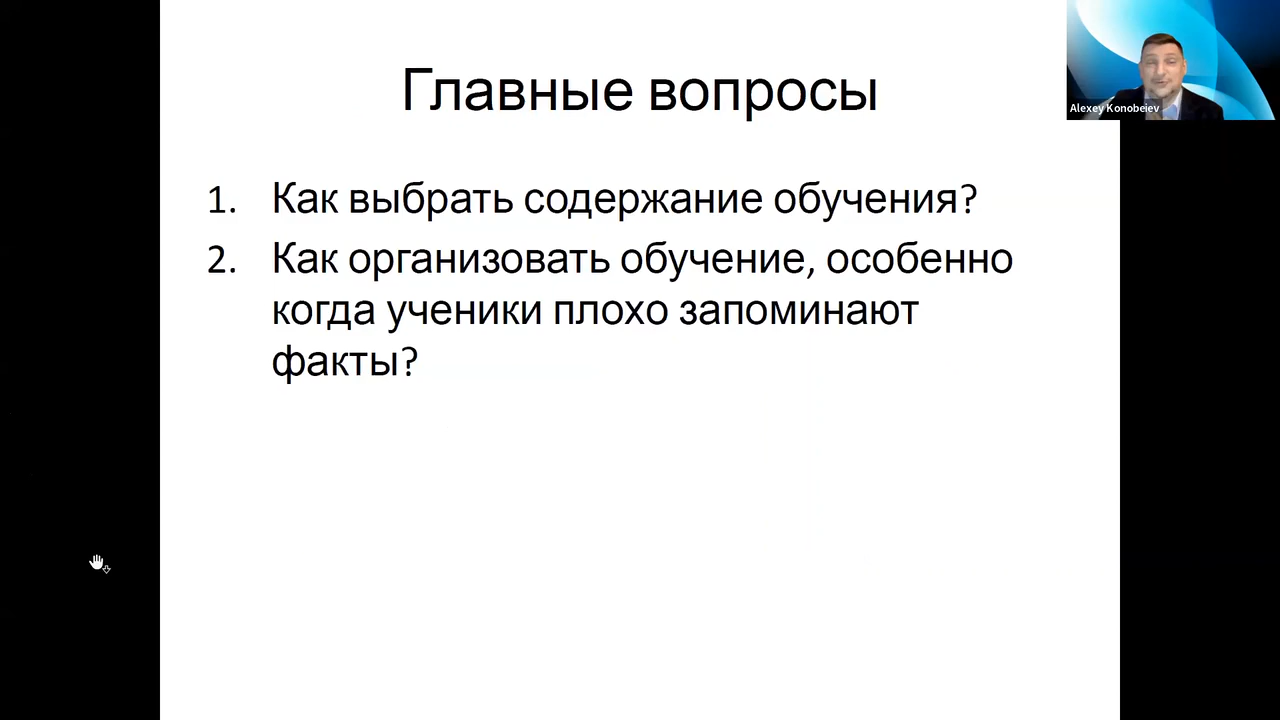 Главные вопросы
Alexey Konobeiev
1. Как выбрать содержание обучения?
2. Как организовать обучение, особенно
когда ученики плохо запоминают
факты?